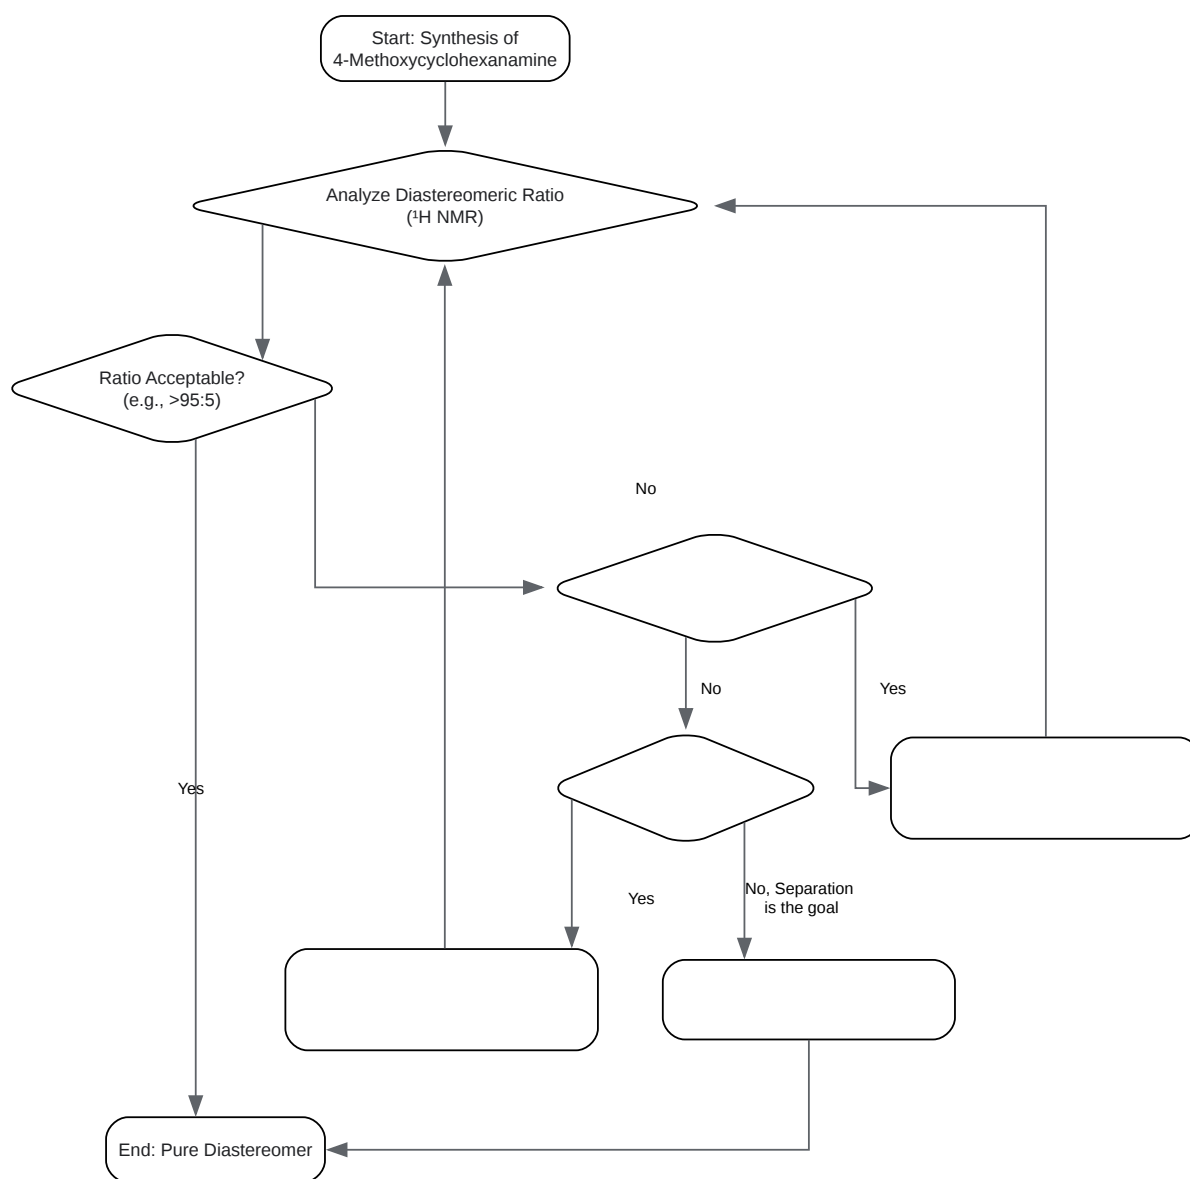 Start: Synthesis of
4-Methoxycyclohexanamine
Analyze Diastereomeric Ratio
(¹H NMR)
Ratio Acceptable?
(e.g., >95:5)
No
No
Yes
Yes
Yes
No, Separation
is the goal
End: Pure Diastereomer